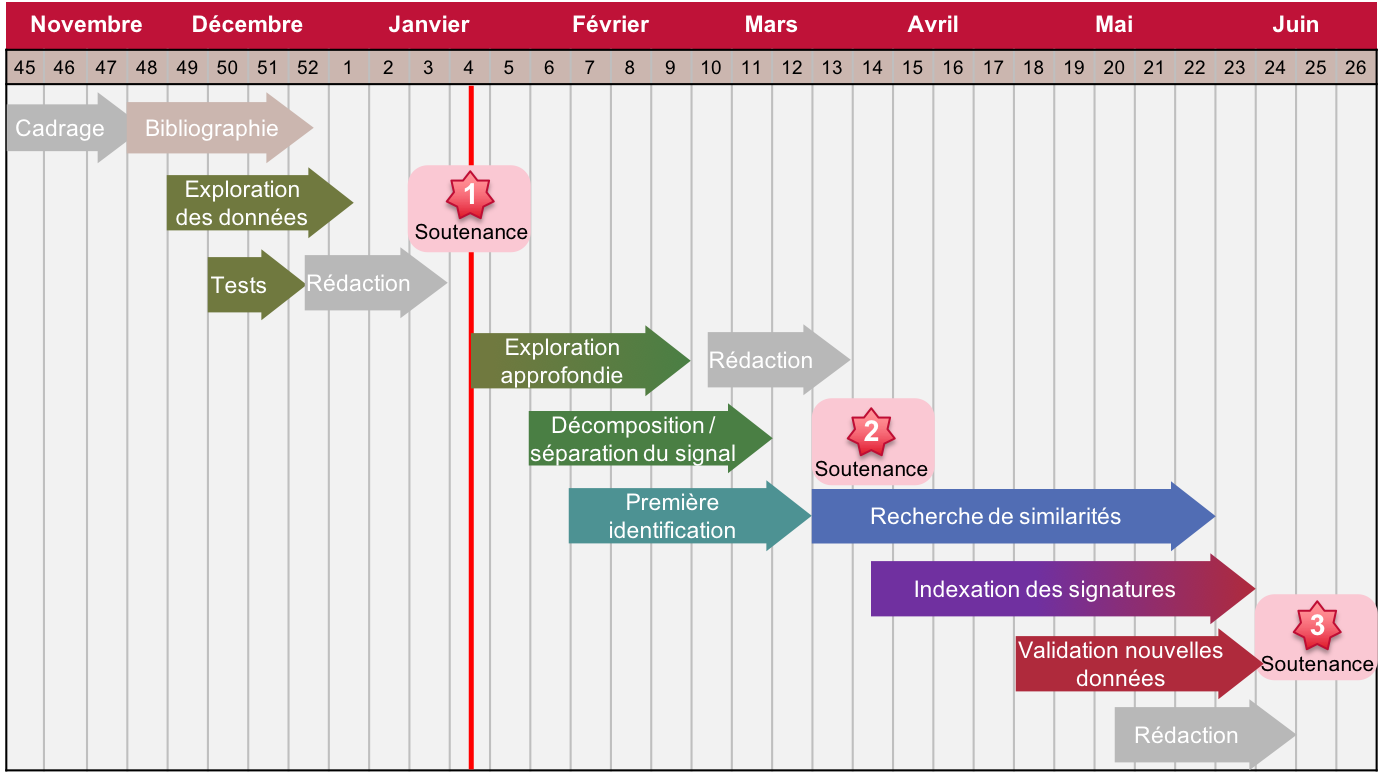 Novembre Décembre Janvier Février Mars Avril Mai Juin
45 46 47 48 49 50 51 52 1 2 3 4 5 6 7 8 9 10 11 12 13 14 15 16 17 18 19 20 21 22 23 24 25 26
Cadrage Bibliographie
Exploration
des données
1
Soutenance
Tests Rédaction
Exploration
approfondie
Rédaction
Décomposition /
séparation du signal
2
Soutenance
Première
identification
Recherche de similarités
Indexation des signatures
3
Soutenance
Validation nouvelles
données
Rédaction